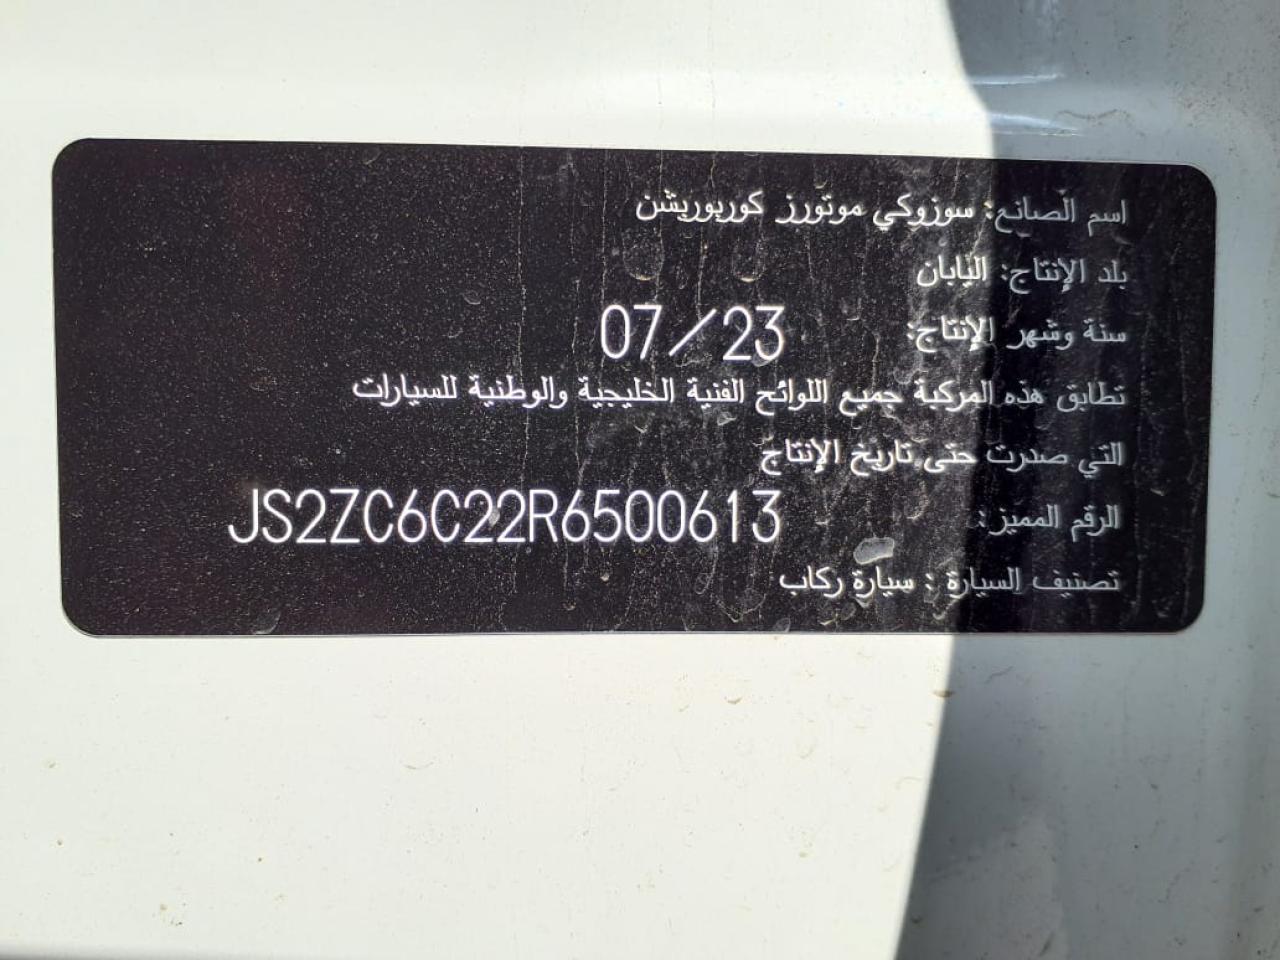 اسم الصانع: سوزوكي موتورز كوربوريشن
بلد الإنتاج: اليابان
سنة وشهر الإنتاج: 07/23
تطابق هذه المركبة جميع اللوائح الفنية الخليجية والوطنية للسيارات
التي صدرت حتى تاريخ الإنتاج
الرقم المميز: JS2ZC6C22R6500613
تصنيف السيارة : سيارة ركاب